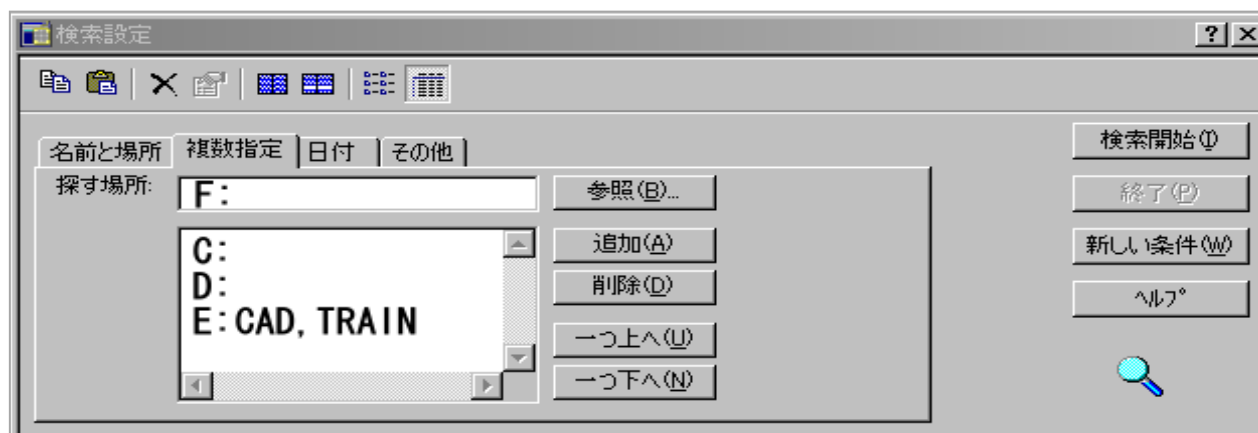 検索設定
名前と場所 複数指定 日付 その他
探す場所:
F:
参照(B)...
C:
D:
E:CAD,TRAIN
追加(A)
削除(D)
一つ上へ(U)
一つ下へ(N)
検索開始(I)
終了(P)
新しい条件(W)
ヘルプ